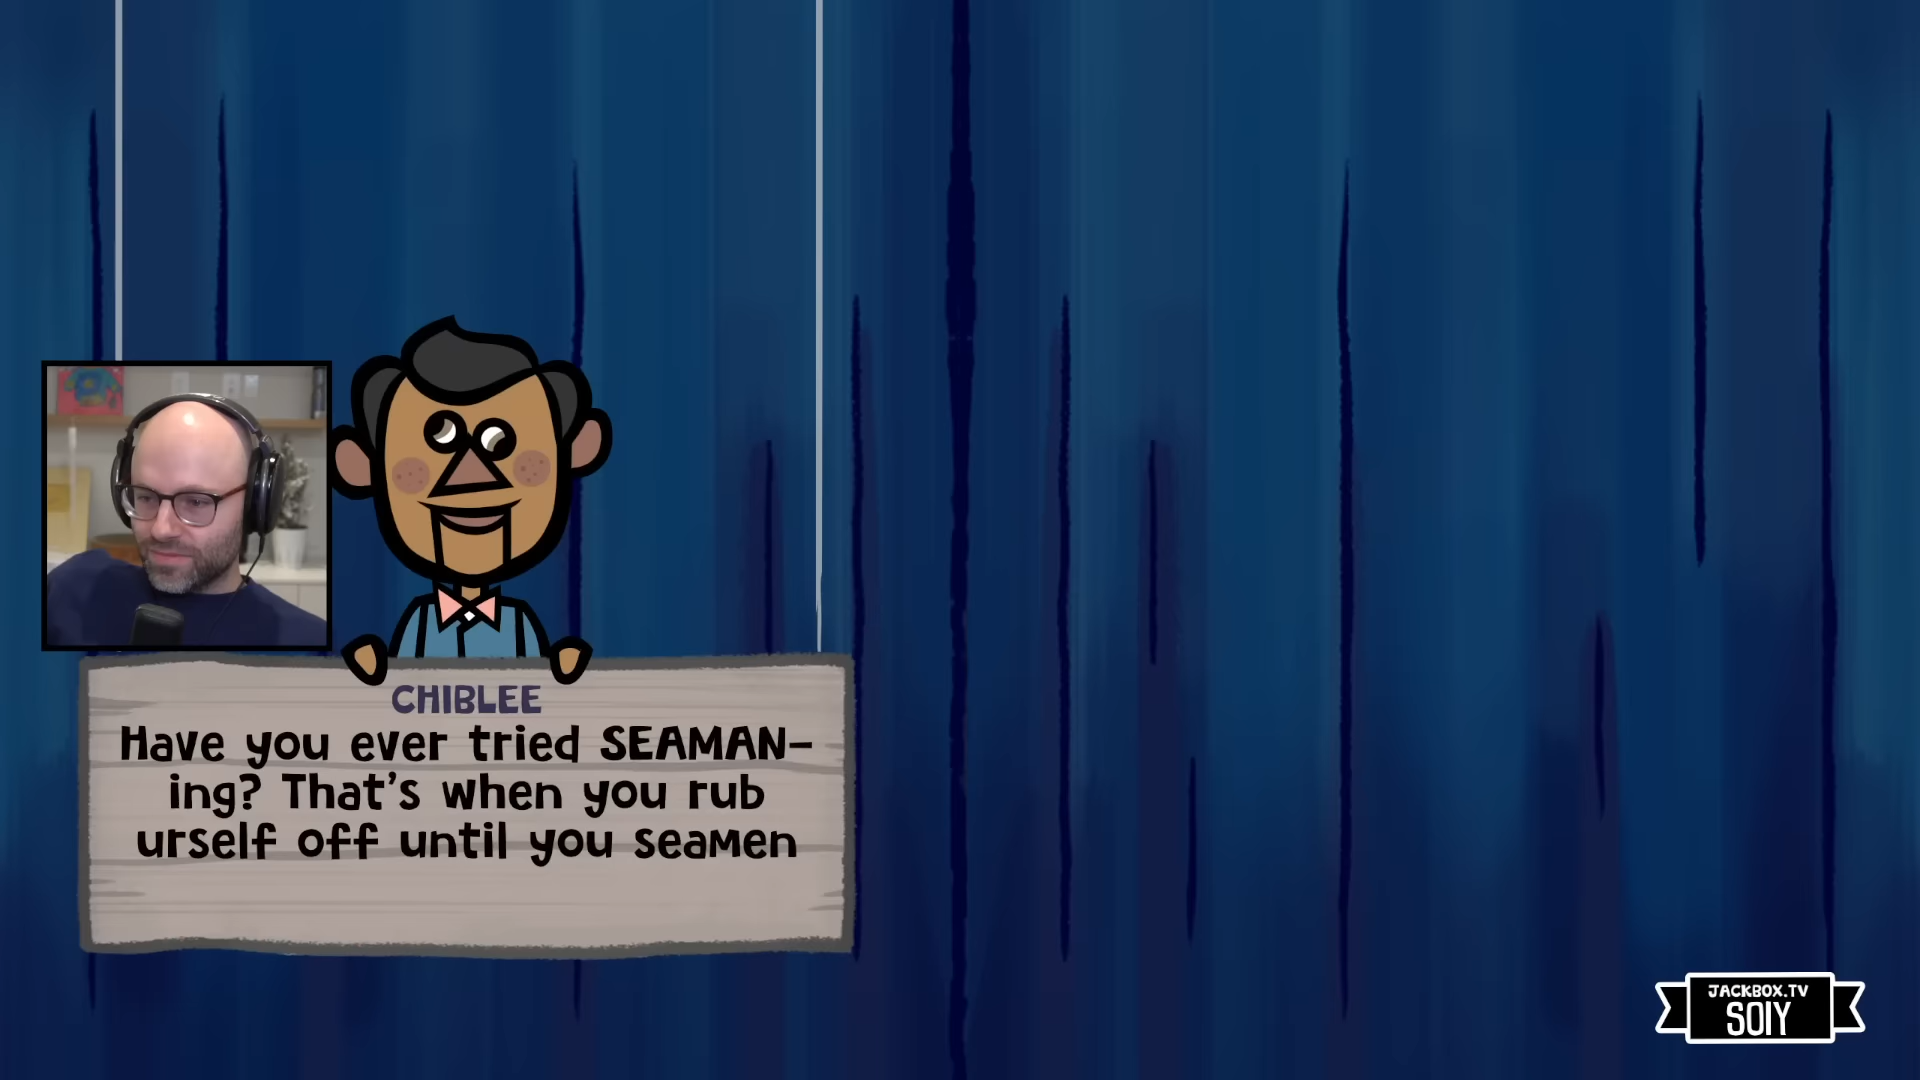 CHIBLEE
Have you ever tried SEAMAN-
ing? That's when you rub
urself off until you seamen
JACKBOX.TV
SOIY